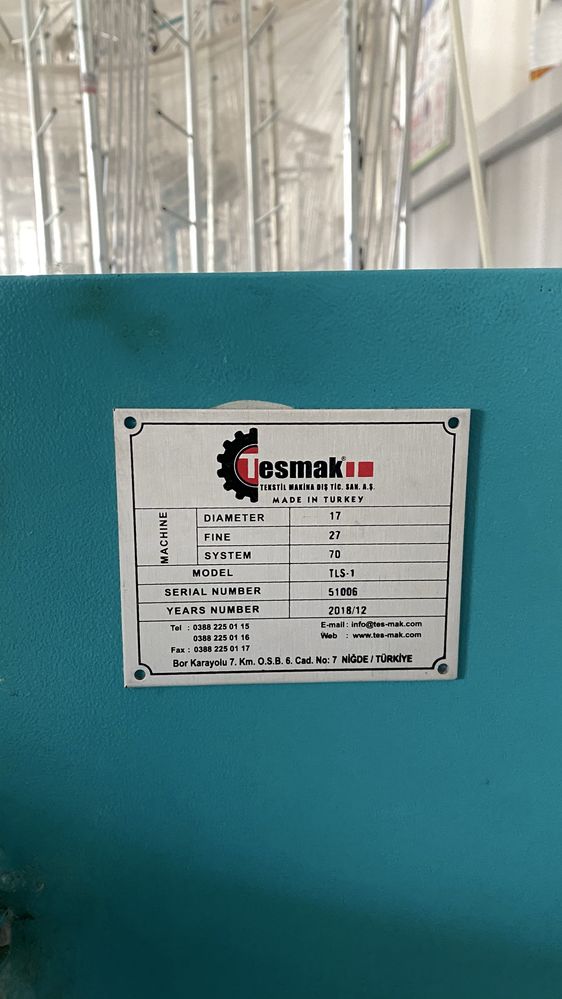 Tesmak®
TEKSTİL MAKİNA DIŞ TİC. SAN. A.Ş.
MADE IN TURKEY
MACHINE
DIAMETER 17
FINE 27
SYSTEM 70
MODEL TLS-1
SERIAL NUMBER 51006
YEARS NUMBER 2018/12
Tel : 0388 225 01 15 E-mail : info@tes-mak.com
0388 225 01 16 Web : www.tes-mak.com
Fax : 0388 225 01 17
Bor Karayolu 7. Km. O.S.B. 6. Cad. No: 7 NİĞDE / TÜRKİYE